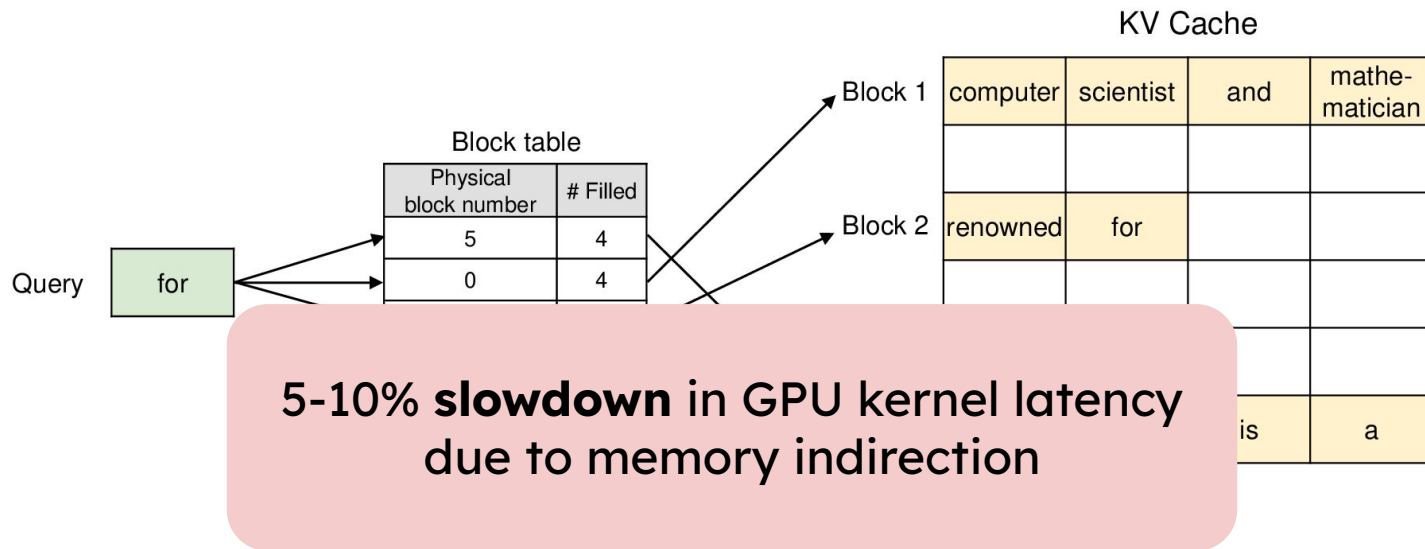 KV Cache
Block 1
computer
scientist
and
mathe-
matician
Block table
Physical
block number
# Filled
5
4
0
4
Block 2
renowned
for
Query
for
is
a
5-10% slowdown in GPU kernel latency
due to memory indirection